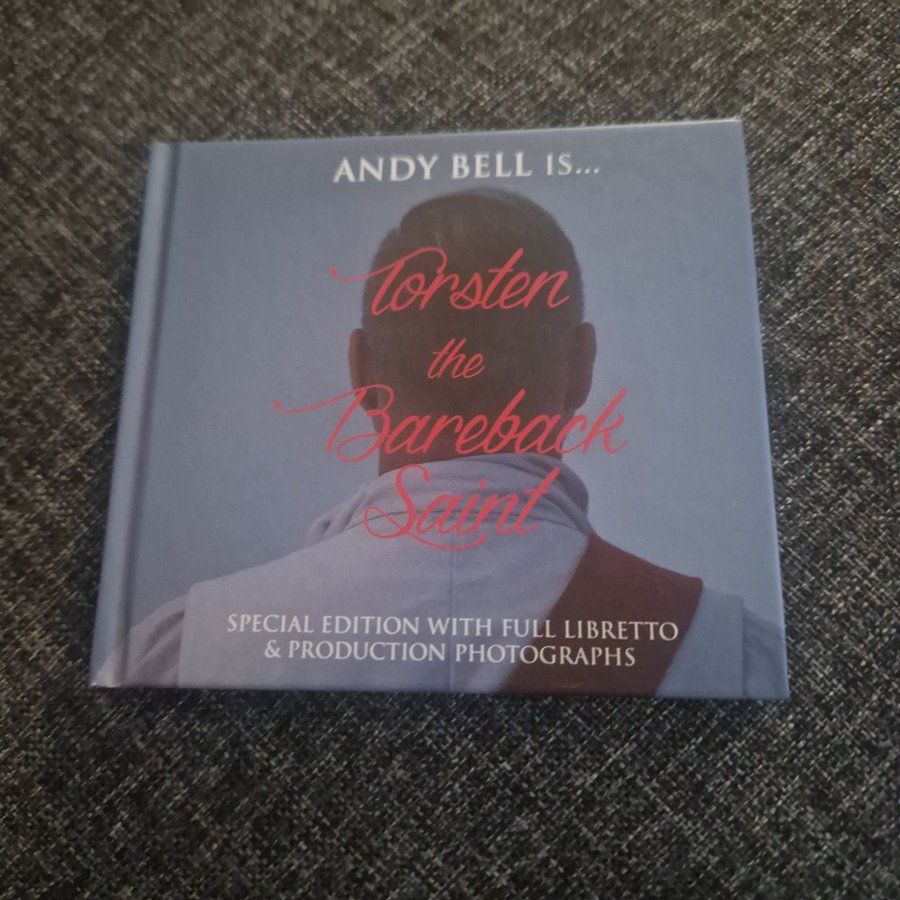 ANDY BELL IS...
Torsten
the
Bareback
Saint
SPECIAL EDITION WITH FULL LIBRETTO
& PRODUCTION PHOTOGRAPHS